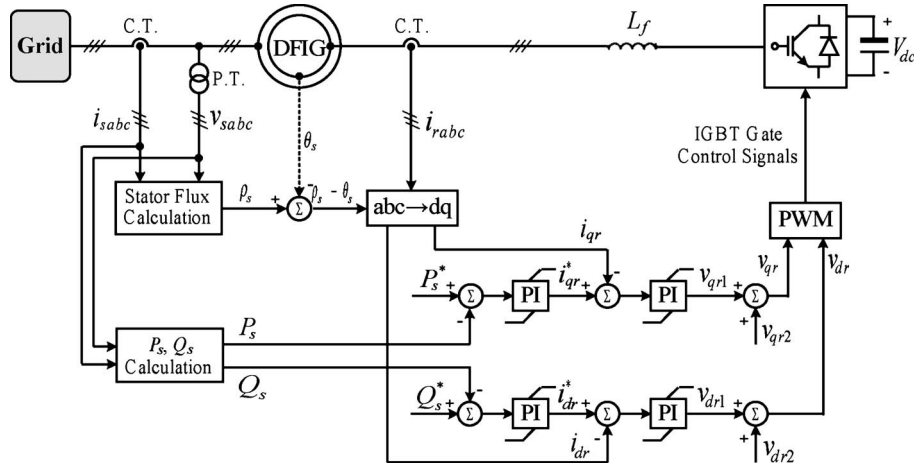 Grid
C.T.
DFIG
C.T.
L_f
+
V_dc
-
P.T.
i_sabc
v_sabc
θ_s
i_rabc
IGBT Gate
Control Signals
Stator Flux
Calculation
ρ_s
+
Σ
-
ρ_s - θ_s
abc→dq
PWM
i_qr
v_qr
v_dr
P_s*
+
Σ
-
PI
i_qr*
+
Σ
-
PI
v_qr1
+
Σ
+
v_qr2
P_s, Q_s
Calculation
P_s
Q_s
Q_s*
+
Σ
-
PI
i_dr*
+
Σ
-
i_dr
PI
v_dr1
+
Σ
+
v_dr2